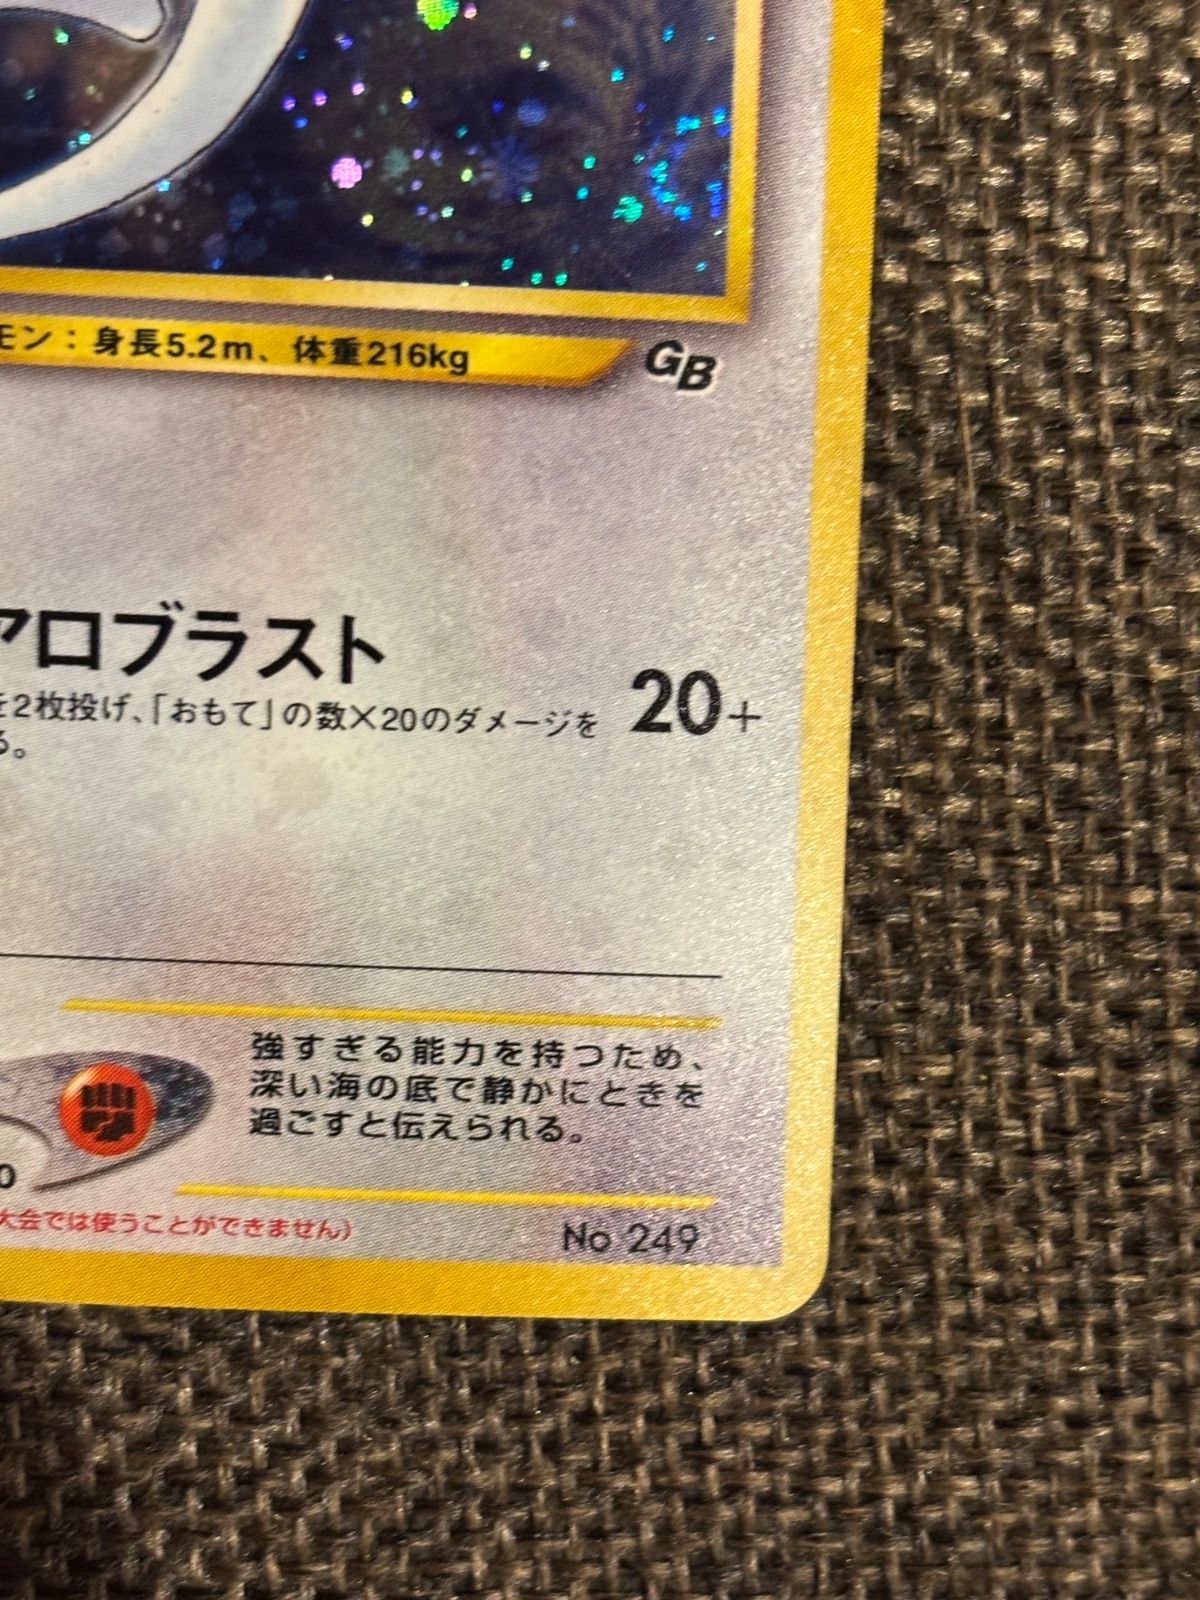 モン：身長5.2m、体重216kg
GB
アロブラスト
を2枚投げ、「おもて」の数×20のダメージを
20+
る。
強すぎる能力を持つため、
深い海の底で静かにときを
過ごすと伝えられる。
0
大会では使うことができません）
No 249